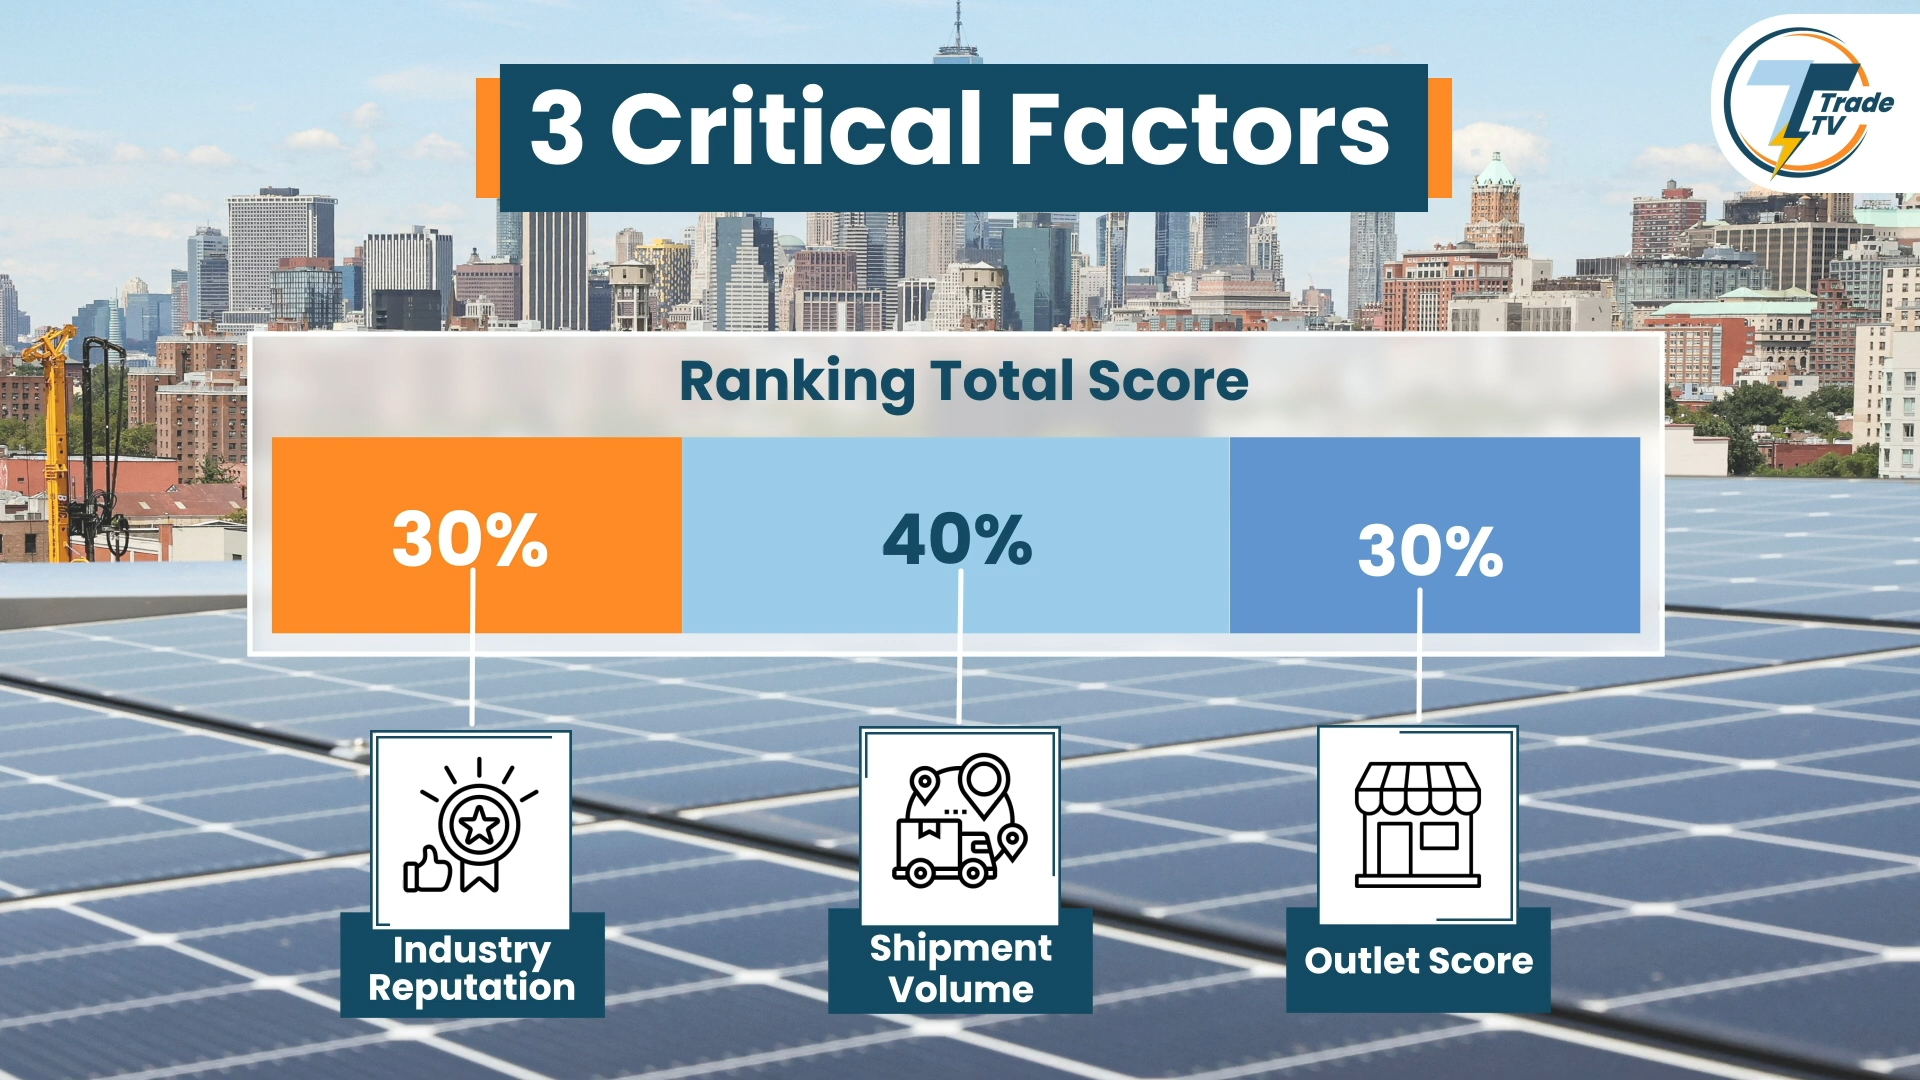 3 Critical Factors
Trade
TV
Ranking Total Score
30%
40%
30%
Industry
Reputation
Shipment
Volume
Outlet Score